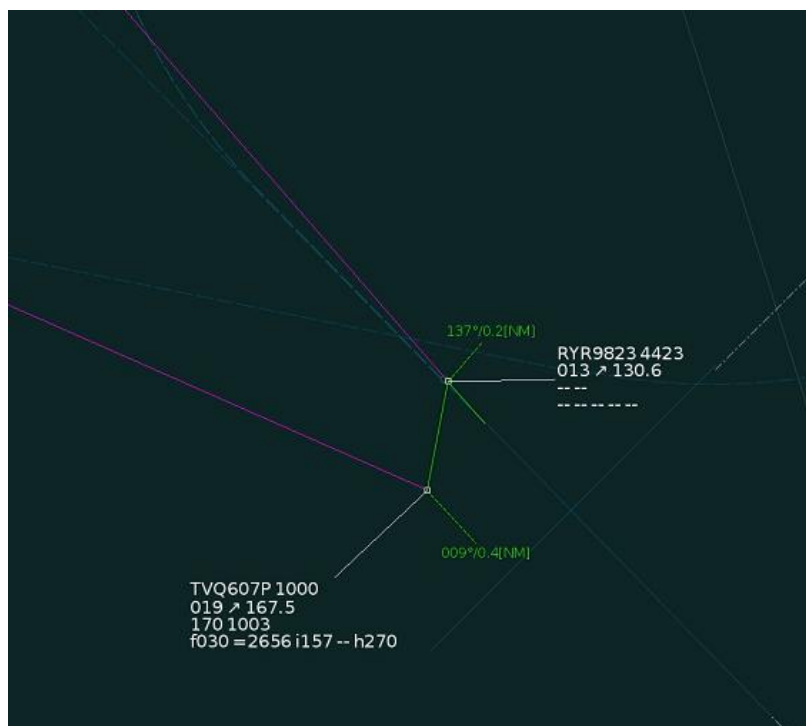 137°/0.2[NM]
RYR9823 4423
013 ↗ 130.6
-- --
-- -- -- -- --
009°/0.4[NM]
TVQ607P 1000
019 ↗ 167.5
170 1003
f030 = 2656 i157 -- h270